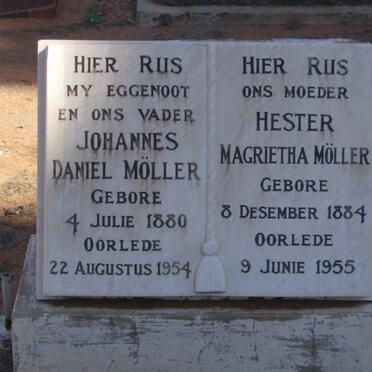 HIER RUS
MY EGGENOOT
EN ONS VADER
JOHANNES
DANIEL MÖLLER
GEBORE
4 JULIE 1880
OORLEDE
22 AUGUSTUS 1954
HIER RUS
ONS MOEDER
HESTER
MAGRIETHA MÖLLER
GEBORE
8 DESEMBER 1884
OORLEDE
9 JUNIE 1955